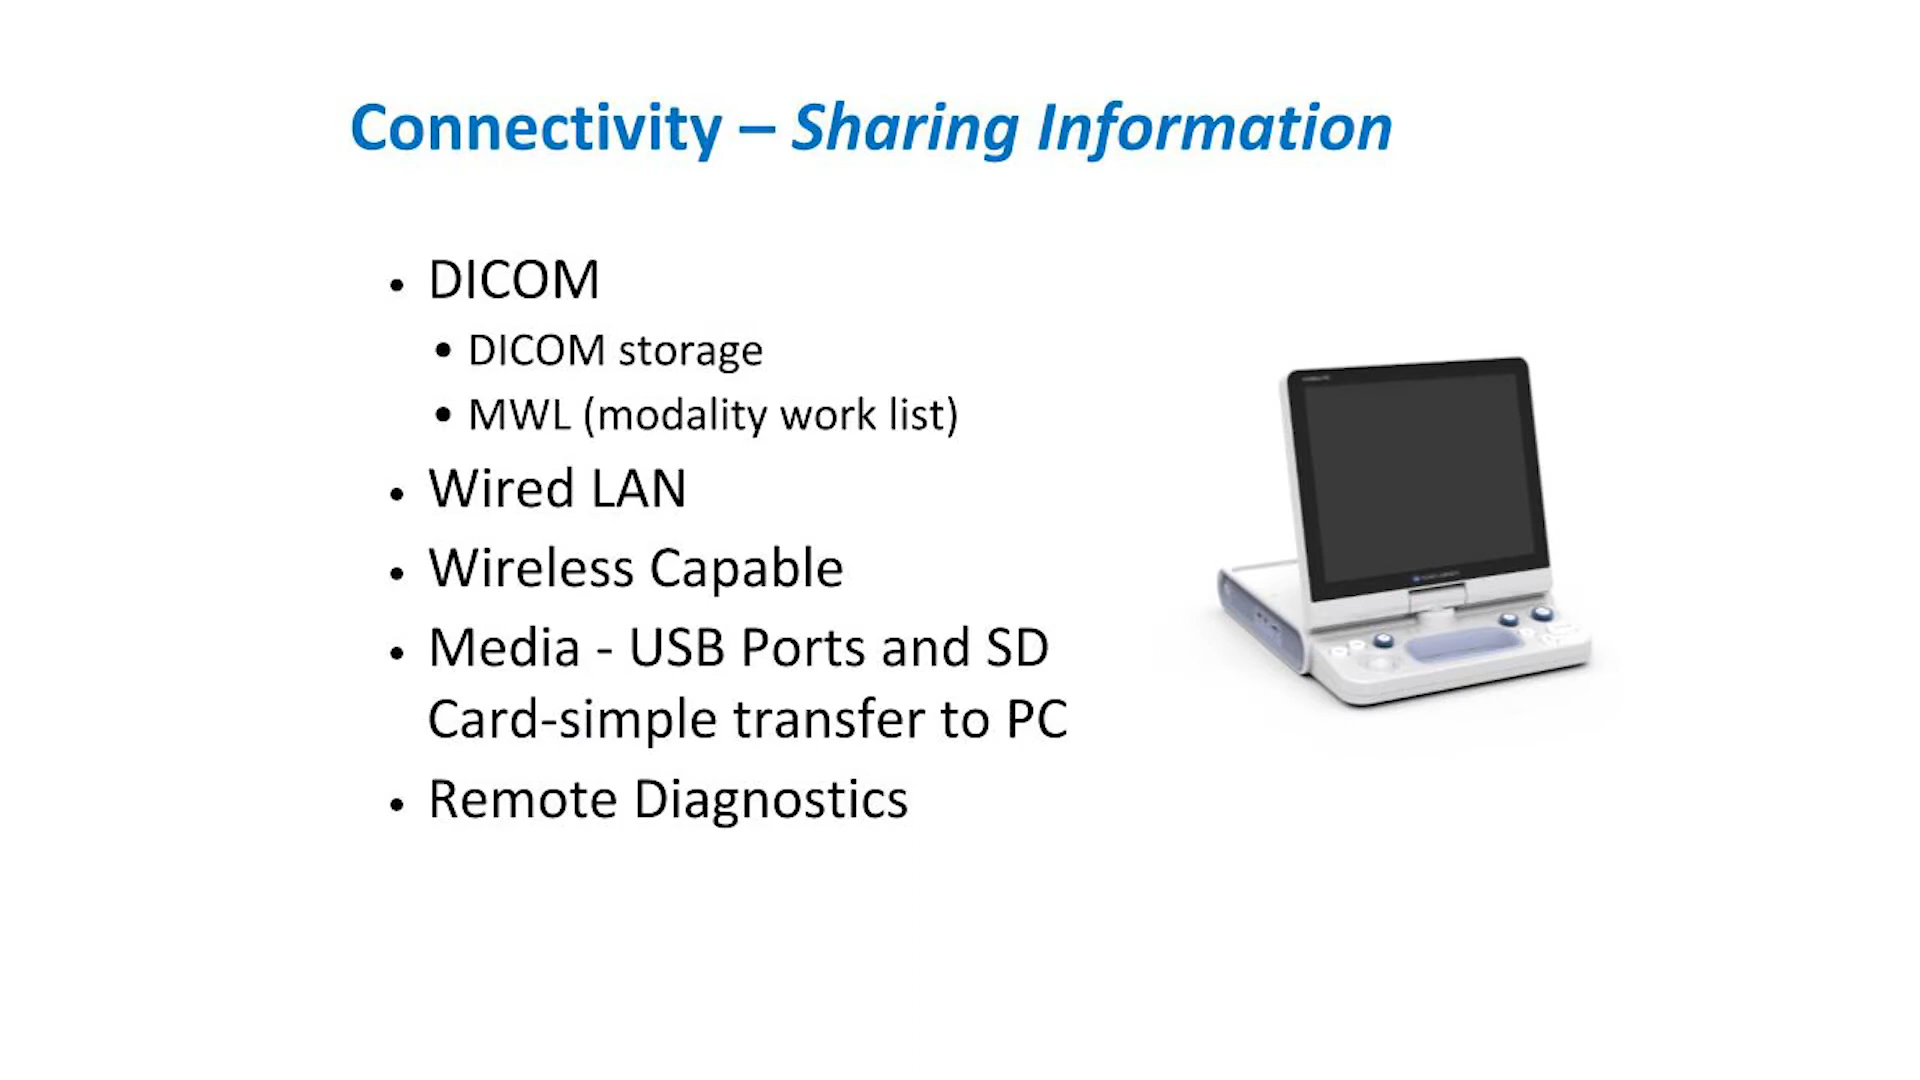 Connectivity – Sharing Information
• DICOM
• DICOM storage
• MWL (modality work list)
• Wired LAN
• Wireless Capable
• Media - USB Ports and SD
Card-simple transfer to PC
• Remote Diagnostics